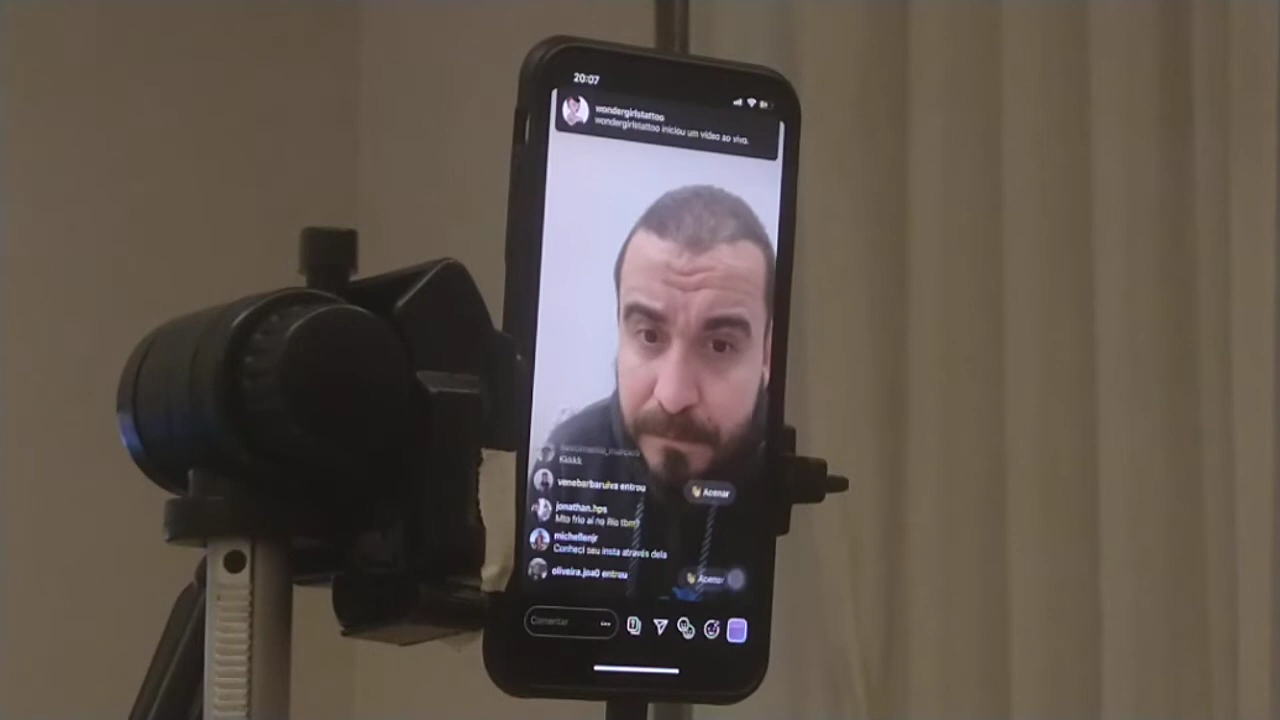 20:07
wondergirlstattoo
wondergirlstattoo iniciou um vídeo ao vivo.
Kkkkk
venebarbaruiva entrou
Acenar
jonathan.hps
Mto frio aí no Rio tbm?
michellenjr
Conheci seu insta através dela
oliveira.joa0 entrou
Acenar
Comentar